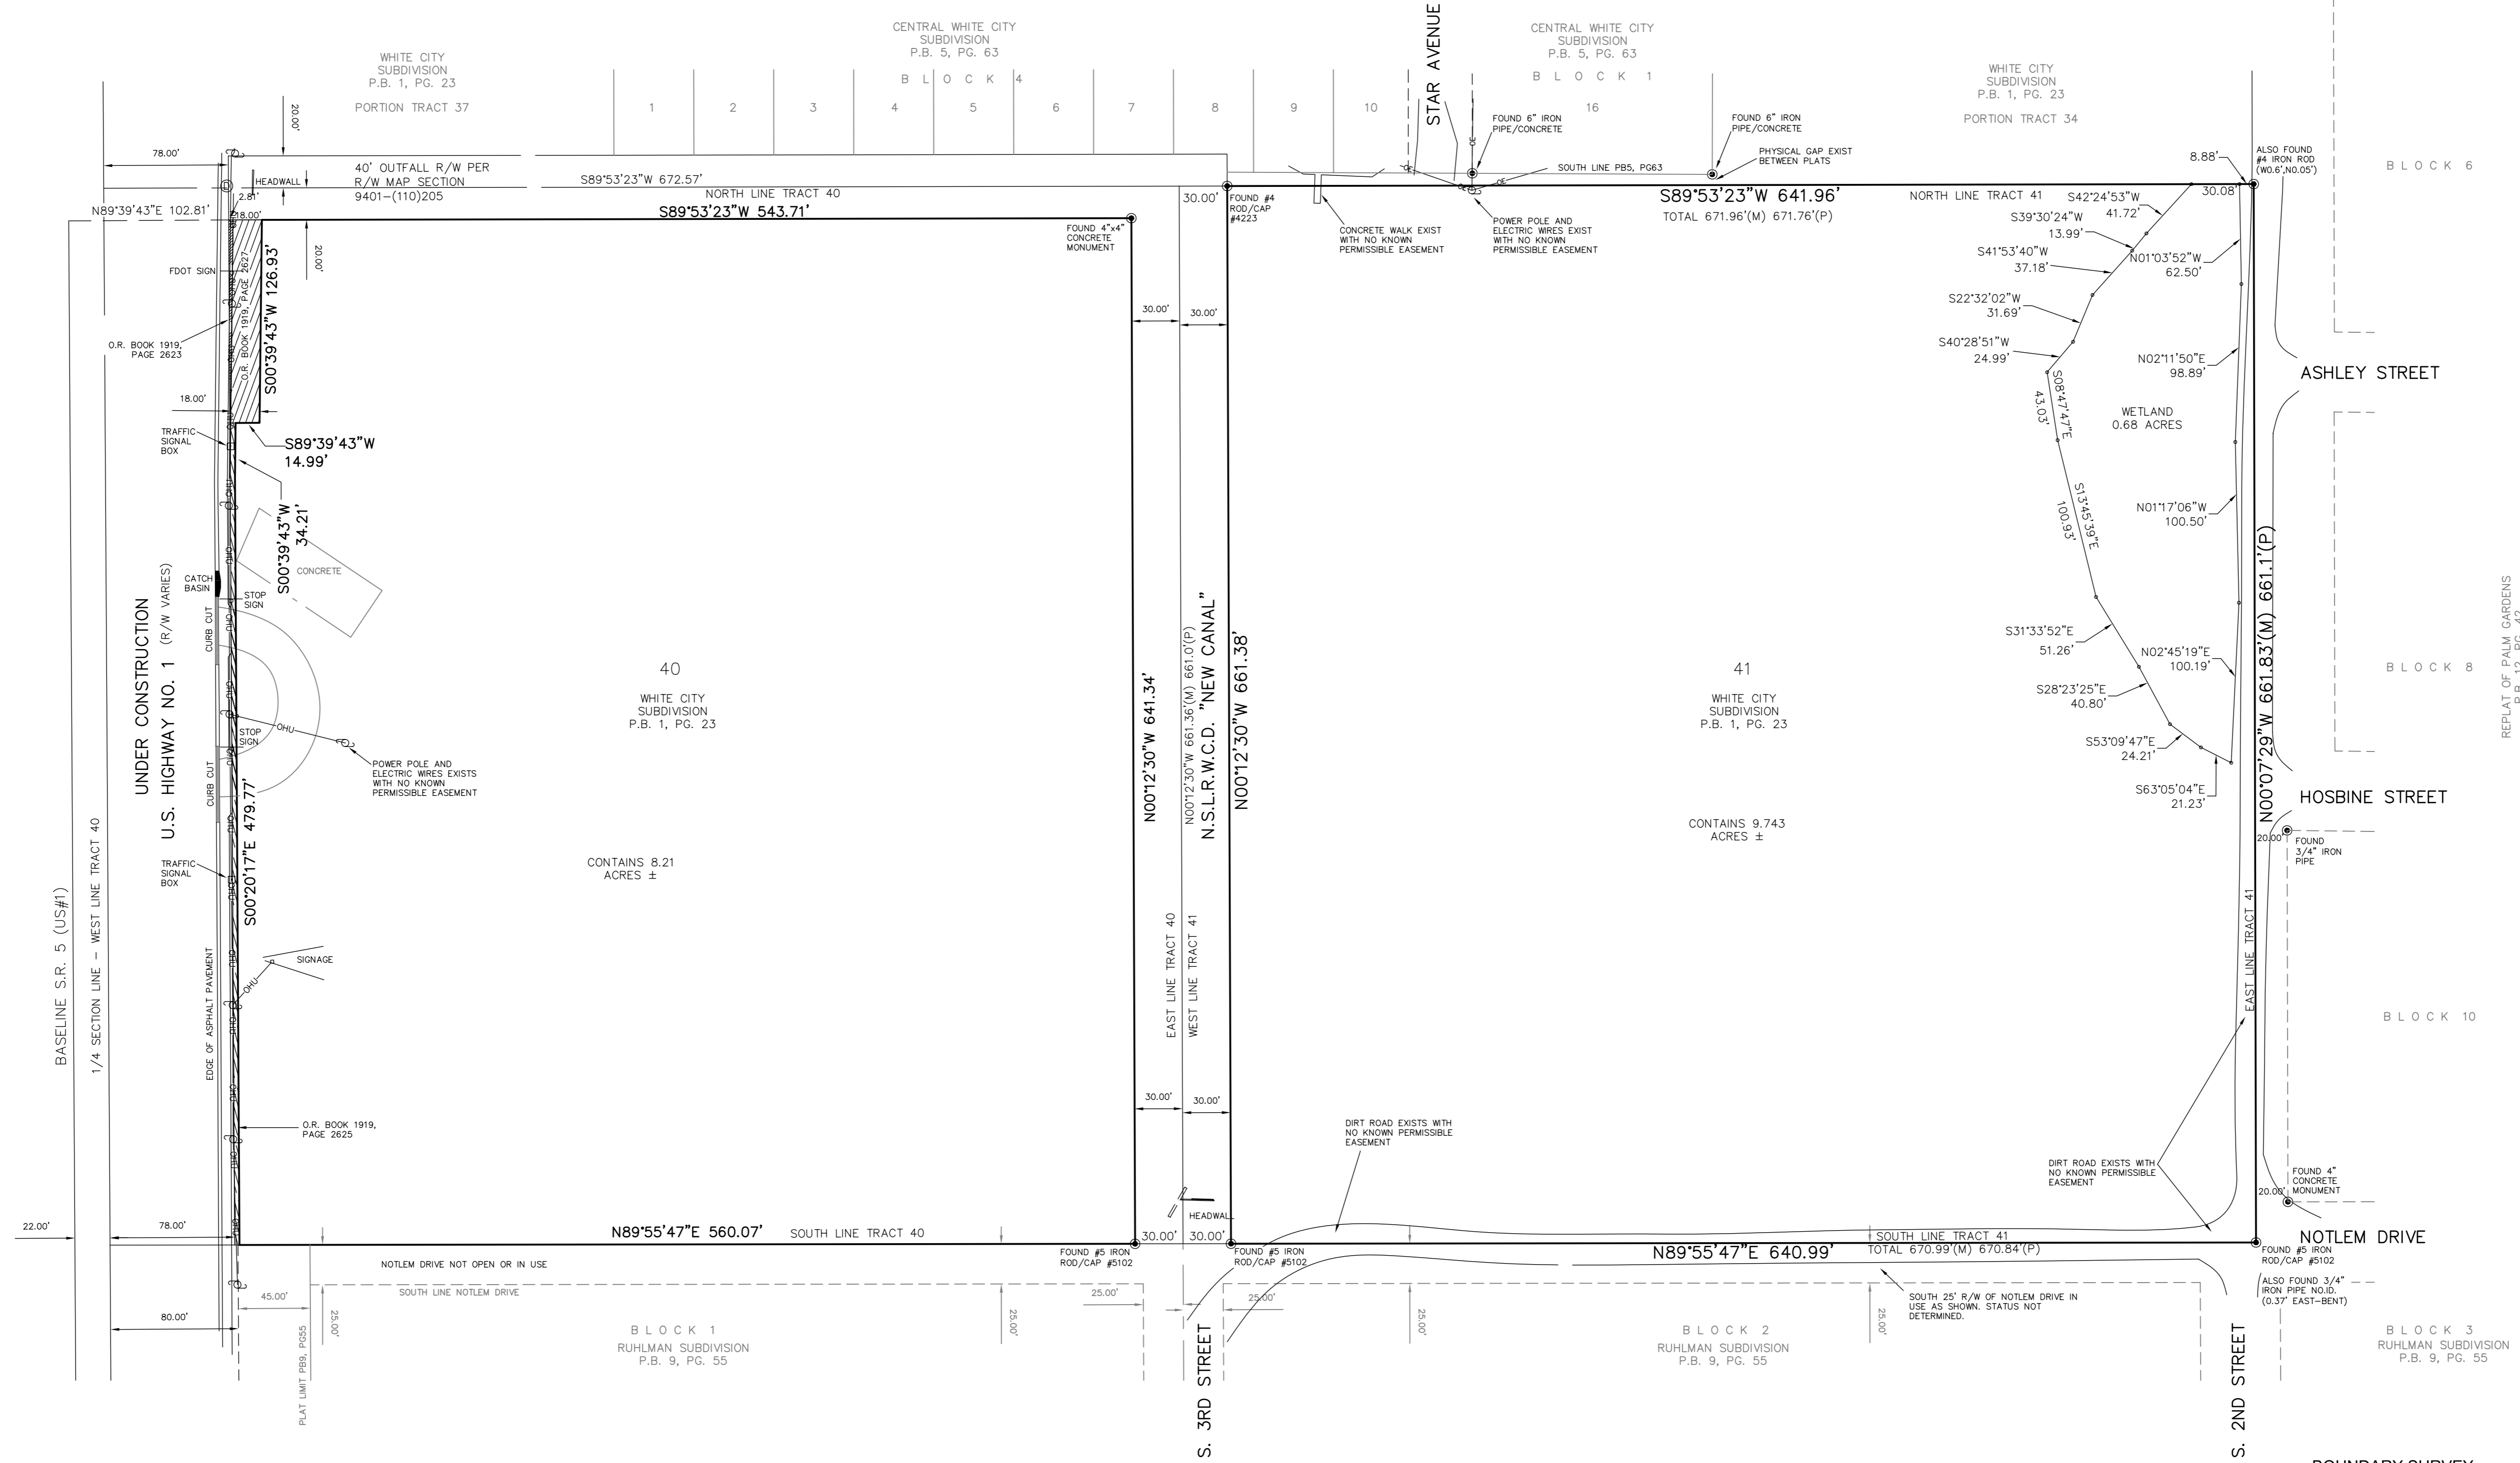 WHITE CITY
SUBDIVISION
P.B. 1, PG. 23
PORTION TRACT 37
CENTRAL WHITE CITY
SUBDIVISION
P.B. 5, PG. 63
B L O C K 4
STAR AVENUE
CENTRAL WHITE CITY
SUBDIVISION
P.B. 5, PG. 63
B L O C K 1
WHITE CITY
SUBDIVISION
P.B. 1, PG. 23
PORTION TRACT 34
1
2
3
4
5
6
7
8
9
10
16
20.00'
78.00'
40' OUTFALL R/W PER
R/W MAP SECTION
9401-(110)205
HEADWALL
2.81'
N89°39'43"E 102.81'
18.00'
S89°53'23"W 672.57'
NORTH LINE TRACT 40
S89°53'23"W 543.71'
20.00'
FOUND 4"x4"
CONCRETE
MONUMENT
30.00'
FOUND #4
ROD/CAP
#4223
FOUND 6" IRON
PIPE/CONCRETE
FOUND 6" IRON
PIPE/CONCRETE
PHYSICAL GAP EXIST
BETWEEN PLATS
SOUTH LINE PB5, PG63
OE
OE
OE
OE
S89°53'23"W 641.96'
TOTAL 671.96'(M) 671.76'(P)
NORTH LINE TRACT 41
CONCRETE WALK EXIST
WITH NO KNOWN
PERMISSIBLE EASEMENT
POWER POLE AND
ELECTRIC WIRES EXIST
WITH NO KNOWN
PERMISSIBLE EASEMENT
8.88'
30.08'
ALSO FOUND
#4 IRON ROD
(W0.6',N0.05')
B L O C K 6
S42°24'53"W
41.72'
S39°30'24"W
13.99'
S41°53'40"W
37.18'
N01°03'52"W
62.50'
S22°32'02"W
31.69'
S40°28'51"W
24.99'
N02°11'50"E
98.89'
S08°47'47"E
43.03'
WETLAND
0.68 ACRES
ASHLEY STREET
S13°45'39"E
100.93'
N01°17'06"W
100.50'
FDOT SIGN
O.R. BOOK 1919, PAGE 2627
S00°39'43"W 126.93'
O.R. BOOK 1919,
PAGE 2623
18.00'
TRAFFIC
SIGNAL
BOX
S89°39'43"W
14.99'
S00°39'43"W
34.21'
CONCRETE
CATCH
BASIN
STOP
SIGN
CURB CUT
UNDER CONSTRUCTION
U.S. HIGHWAY NO. 1 (R/W VARIES)
STOP
SIGN
OHU
CURB CUT
POWER POLE AND
ELECTRIC WIRES EXISTS
WITH NO KNOWN
PERMISSIBLE EASEMENT
S00°20'17"E 479.77'
TRAFFIC
SIGNAL
BOX
30.00'
30.00'
40
WHITE CITY
SUBDIVISION
P.B. 1, PG. 23
CONTAINS 8.21
ACRES ±
N00°12'30"W 641.34'
N00°12'30"W 661.36'(M) 661.0'(P)
N.S.L.R.W.C.D. "NEW CANAL"
N00°12'30"W 661.38'
EAST LINE TRACT 40
WEST LINE TRACT 41
41
WHITE CITY
SUBDIVISION
P.B. 1, PG. 23
CONTAINS 9.743
ACRES ±
S31°33'52"E
51.26'
N02°45'19"E
100.19'
S28°23'25"E
40.80'
S53°09'47"E
24.21'
S63°05'04"E
21.23'
N00°07'29"W 661.83'(M) 661.1'(P)
B L O C K 8
REPLAT OF PALM GARDENS
HOSBINE STREET
20.00'
FOUND
3/4" IRON
PIPE
EAST LINE TRACT 41
B L O C K 10
BASELINE S.R. 5 (US#1)
1/4 SECTION LINE - WEST LINE TRACT 40
EDGE OF ASPHALT PAVEMENT
SIGNAGE
OHU
O.R. BOOK 1919,
PAGE 2625
30.00'
30.00'
DIRT ROAD EXISTS WITH
NO KNOWN PERMISSIBLE
EASEMENT
DIRT ROAD EXISTS WITH
NO KNOWN PERMISSIBLE
EASEMENT
FOUND 4"
CONCRETE
MONUMENT
20.00'
NOTLEM DRIVE
22.00'
78.00'
N89°55'47"E 560.07'
SOUTH LINE TRACT 40
HEADWALL
30.00'
30.00'
FOUND #5 IRON
ROD/CAP #5102
FOUND #5 IRON
ROD/CAP #5102
N89°55'47"E 640.99'
SOUTH LINE TRACT 41
TOTAL 670.99'(M) 670.84'(P)
FOUND #5 IRON
ROD/CAP #5102
ALSO FOUND 3/4"
IRON PIPE NO.ID.
(0.37' EAST-BENT)
NOTLEM DRIVE NOT OPEN OR IN USE
SOUTH LINE NOTLEM DRIVE
45.00'
80.00'
25.00'
25.00'
25.00'
25.00'
25.00'
25.00'
SOUTH 25' R/W OF NOTLEM DRIVE IN
USE AS SHOWN. STATUS NOT
DETERMINED.
PLAT LIMIT PB9, PG55
B L O C K 1
RUHLMAN SUBDIVISION
P.B. 9, PG. 55
S. 3RD STREET
B L O C K 2
RUHLMAN SUBDIVISION
P.B. 9, PG. 55
S. 2ND STREET
B L O C K 3
RUHLMAN SUBDIVISION
P.B. 9, PG. 55
BOUNDARY SURVEY